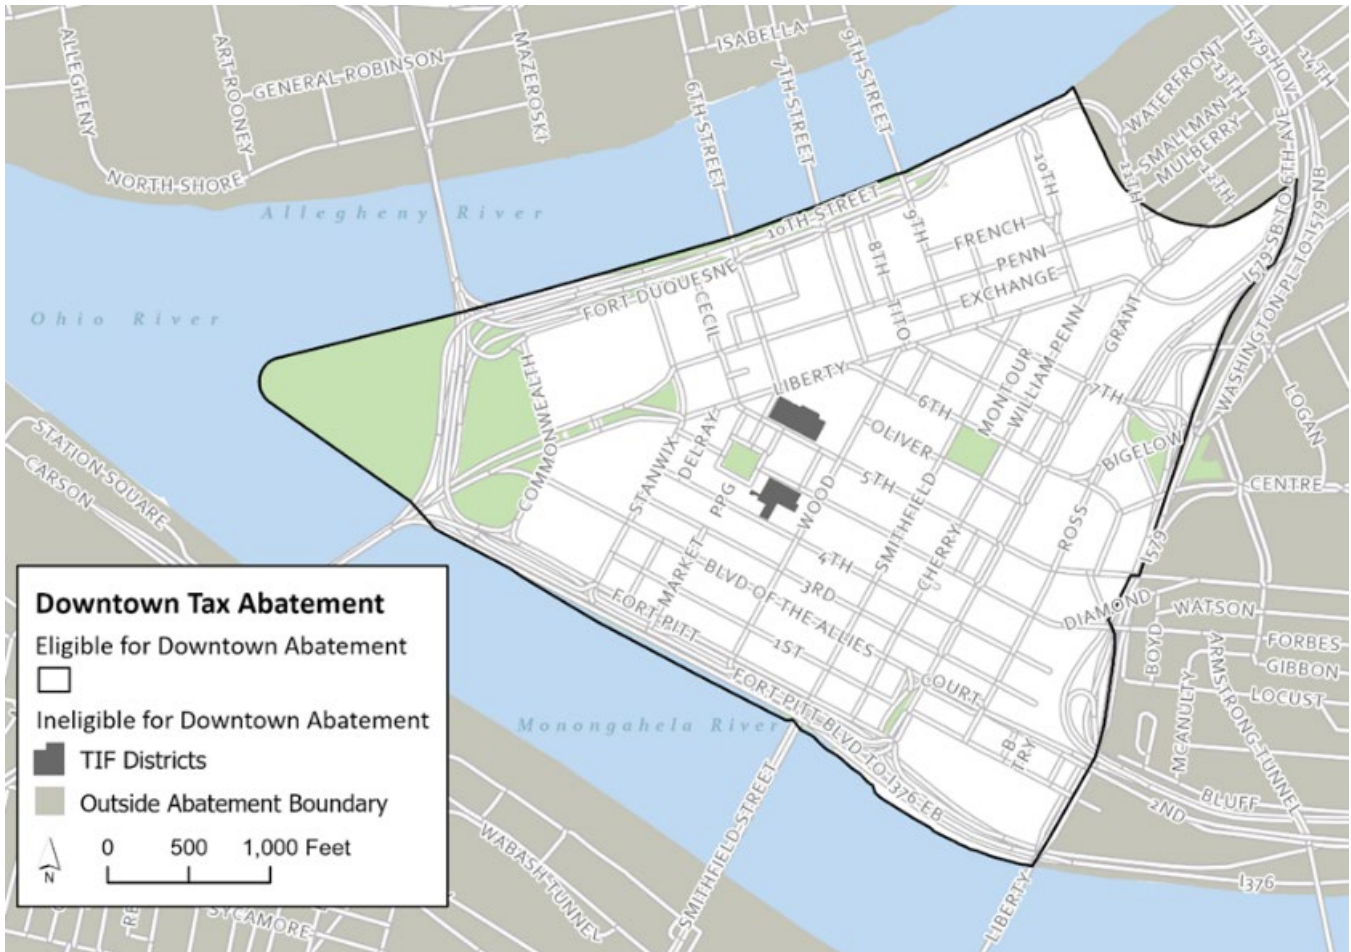 ALLEGHENY
ART ROONEY
GENERAL ROBINSON
MAZEROSKI
NORTH SHORE
ISABELLA
6TH STREET
7TH STREET
9TH STREET
WATERFRONT
13TH
14TH
SMALLMAN
MULBERRY
12TH
11TH
I579 HOV
I579 SB TO 6TH AVE
WASHINGTON PL TO I579 NB
Allegheny River
Ohio River
10TH STREET
FORT DUQUESNE
10TH
9TH
8TH
FRENCH
PENN
EXCHANGE
TITO
CECIL
COMMONWEALTH
LIBERTY
6TH
MONTOUR
WILLIAM PENN
GRANT
7TH
OLIVER
BIGELOW
LOGAN
CENTRE
STATION SQUARE
CARSON
COMMONWEALTH
STANWIX
DELRAY
PPG
5TH
WOOD
SMITHFIELD
CHERRY
ROSS
I579
MARKET
4TH
3RD
BLVD OF THE ALLIES
FORT PITT
1ST
COURT
DIAMOND
WATSON
FORBES
BOYD
GIBBON
LOCUST
ARMSTRONG TUNNEL
MCANULTY
B
TRY
BLUFF
2ND
FORT PITT BLVD TO I376 EB
Monongahela River
SMITHFIELD STREET
LIBERTY
I376
WABASH TUNNEL
SYCAMORE
RE
Downtown Tax Abatement
Eligible for Downtown Abatement
Ineligible for Downtown Abatement
TIF Districts
Outside Abatement Boundary
0 500 1,000 Feet
N